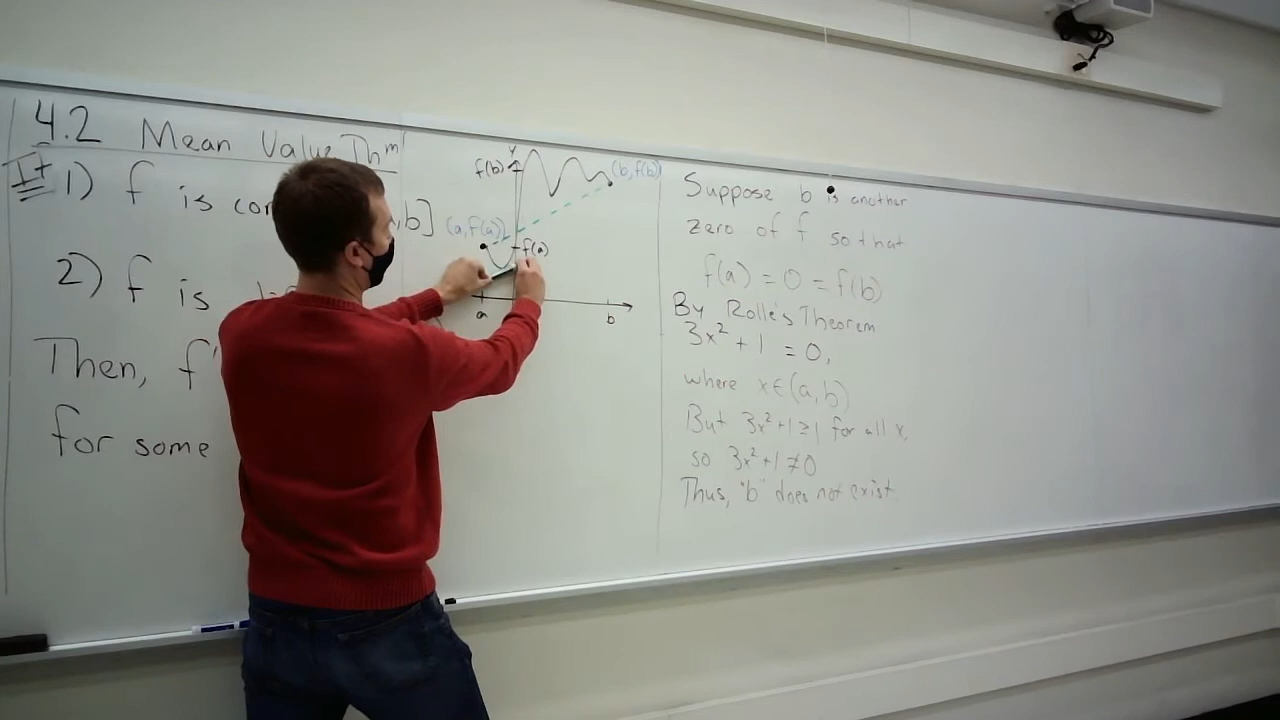 4.2 Mean Value Thm
If 1) f is con , b]
2) f is
Then, f'
for some
y
f(b)
(b, f(b))
(a, f(a))
f(a)
a
b
Suppose b is another
zero of f so that
f(a) = 0 = f(b)
By Rolle's Theorem
3x² + 1 = 0,
where x ∈ (a, b)
But 3x² + 1 ≥ 1 for all x,
so 3x² + 1 ≠ 0
Thus, "b" does not exist.